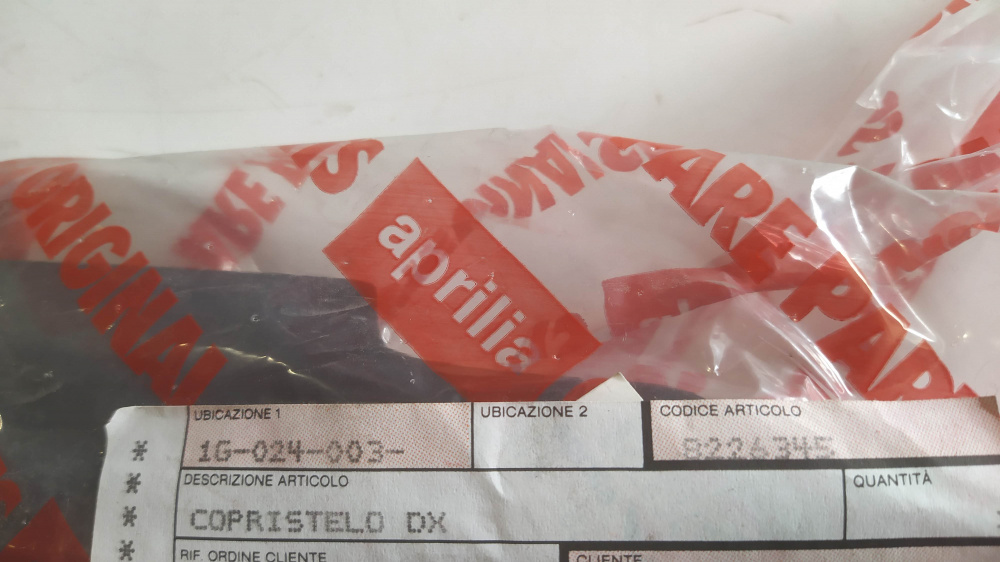 ORIGINAL
aprilia
SPARE PAR
UBICAZIONE 1
UBICAZIONE 2
CODICE ARTICOLO
* 1G-024-003-
8226345
* DESCRIZIONE ARTICOLO
QUANTITÀ
* COPRISTELO DX
* RIF. ORDINE CLIENTE
CLIENTE